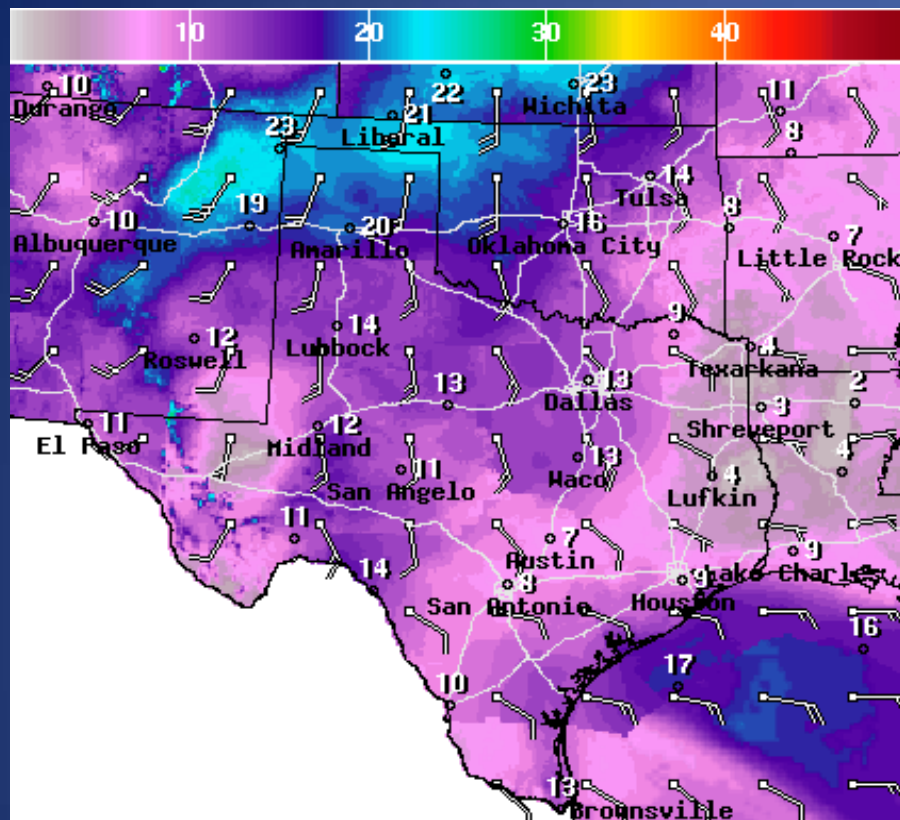 10 20 30 40
10 22 23 11
Durango Wichita
21
23 Liberal 8
14
Tulsa
10 19 20 16 8 7
Albuquerque Amarillo Oklahoma City Little Rock
12 14 9
Roswell Lubbock 4
Texarkana
13 13 3 2
Dallas
11 12 Shreveport
El Paso Midland
11 13 4 4
San Angelo Waco Lufkin
11 7 9
Austin
14 8 9 Lake Charles
San Antonio Houston
16
17
10
13
Brownsville